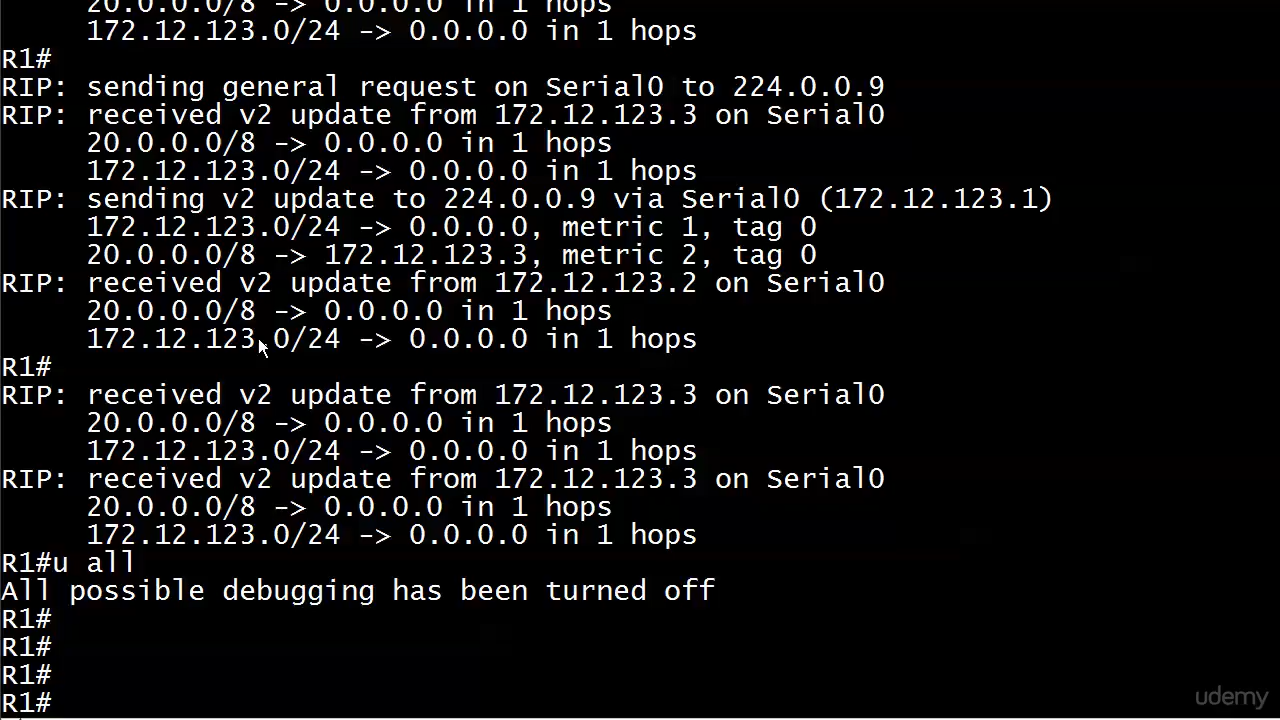 20.0.0.0/8 -> 0.0.0.0 in 1 hops
172.12.123.0/24 -> 0.0.0.0 in 1 hops
R1#
RIP: sending general request on Serial0 to 224.0.0.9
RIP: received v2 update from 172.12.123.3 on Serial0
20.0.0.0/8 -> 0.0.0.0 in 1 hops
172.12.123.0/24 -> 0.0.0.0 in 1 hops
RIP: sending v2 update to 224.0.0.9 via Serial0 (172.12.123.1)
172.12.123.0/24 -> 0.0.0.0, metric 1, tag 0
20.0.0.0/8 -> 172.12.123.3, metric 2, tag 0
RIP: received v2 update from 172.12.123.2 on Serial0
20.0.0.0/8 -> 0.0.0.0 in 1 hops
172.12.123.0/24 -> 0.0.0.0 in 1 hops
R1#
RIP: received v2 update from 172.12.123.3 on Serial0
20.0.0.0/8 -> 0.0.0.0 in 1 hops
172.12.123.0/24 -> 0.0.0.0 in 1 hops
RIP: received v2 update from 172.12.123.3 on Serial0
20.0.0.0/8 -> 0.0.0.0 in 1 hops
172.12.123.0/24 -> 0.0.0.0 in 1 hops
R1#u all
All possible debugging has been turned off
R1#
R1#
R1#
R1#
udemy